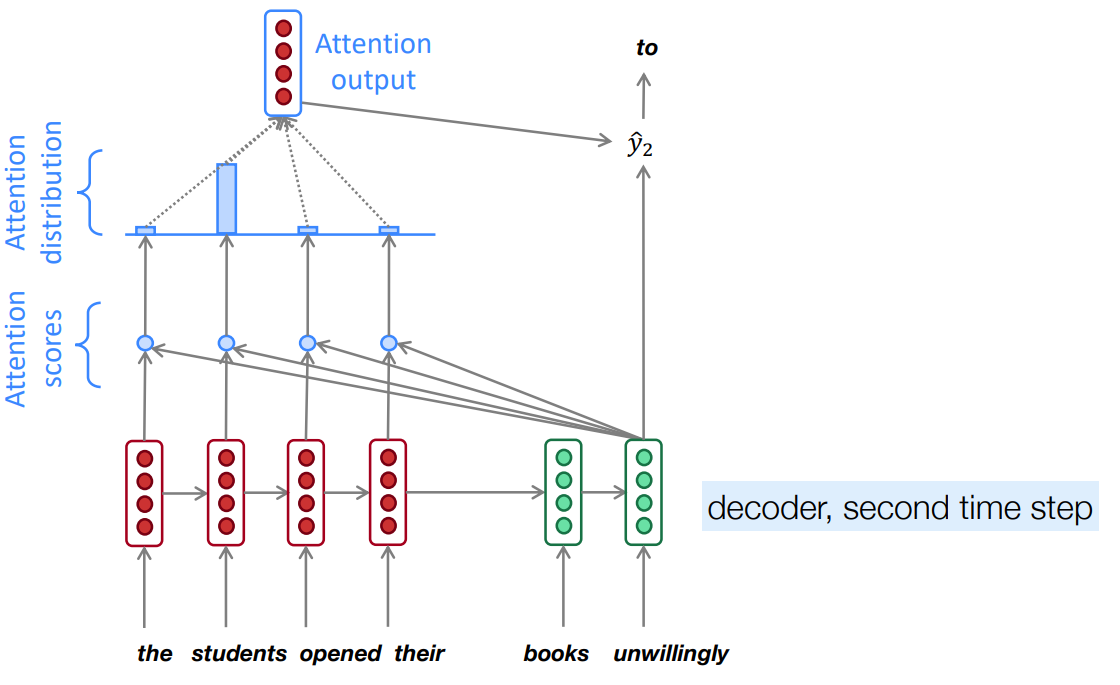 Attention
output
to
ŷ₂
Attention
distribution
Attention
scores
decoder, second time step
the students opened their books unwillingly